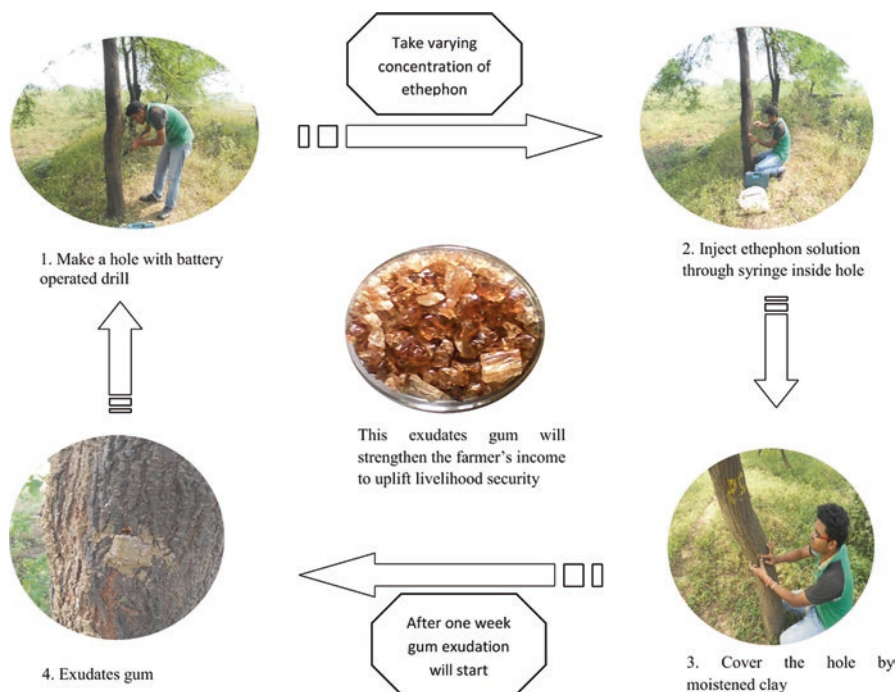 Take varying
concentration of
ethephon
1. Make a hole with battery
operated drill
2. Inject ethephon solution
through syringe inside hole
This exudates gum will
strengthen the farmer's income
to uplift livelihood security
After one week
gum exudation
will start
4. Exudates gum
3. Cover the hole by
moistened clay